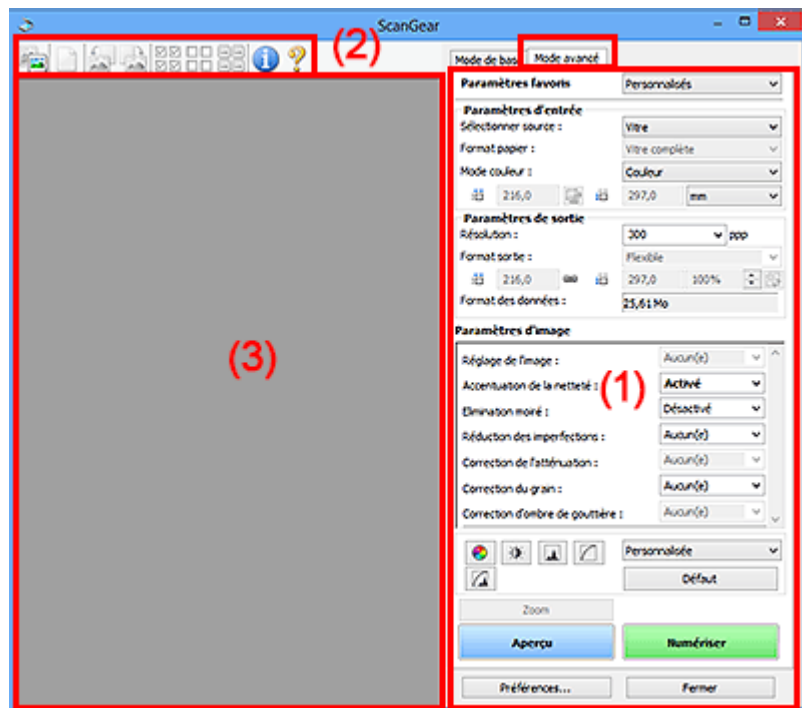 ScanGear
(2)
Mode de base Mode avancé
Paramètres favoris Personnalisés
Paramètres d'entrée
Sélectionner source : Vitre
Format papier : Vitre complète
Mode couleur : Couleur
216,0 297,0 mm
Paramètres de sortie
Résolution : 300 ppp
Format sortie : Flexible
216,0 297,0 100%
Format des données : 25,61 Mo
Paramètres d'image
(3)
Réglage de l'image : Aucun(e)
Accentuation de la netteté : Activé
(1)
Elimination moiré : Désactivé
Réduction des imperfections : Aucun(e)
Correction de l'atténuation : Aucun(e)
Correction du grain : Aucun(e)
Correction d'ombre de gouttière : Aucun(e)
Personnalisée
Défaut
Zoom
Aperçu Numériser
Préférences... Fermer